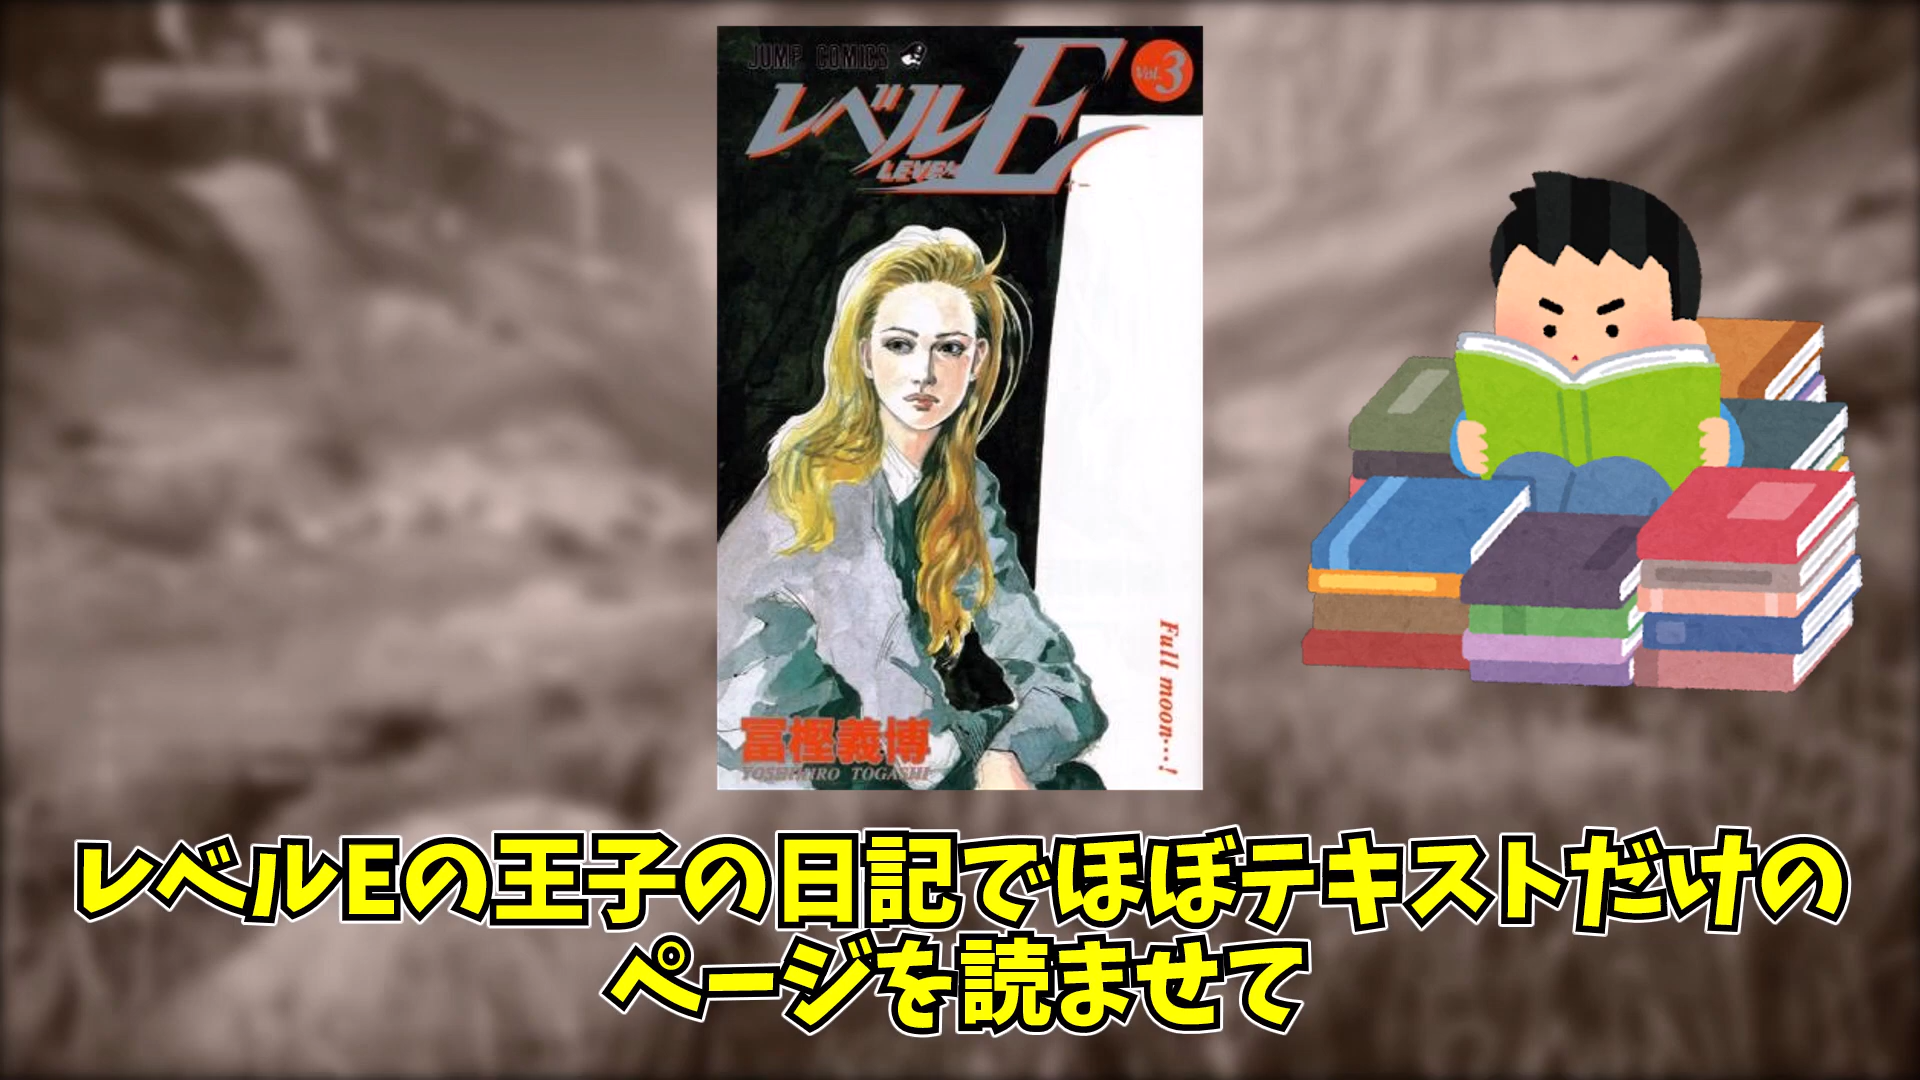 JUMP COMICS
Vol.3
レベルE
LEVEL
Full moon…!
冨樫義博
YOSHIHIRO TOGASHI
レベルEの王子の日記でほぼテキストだけの
ページを読ませて